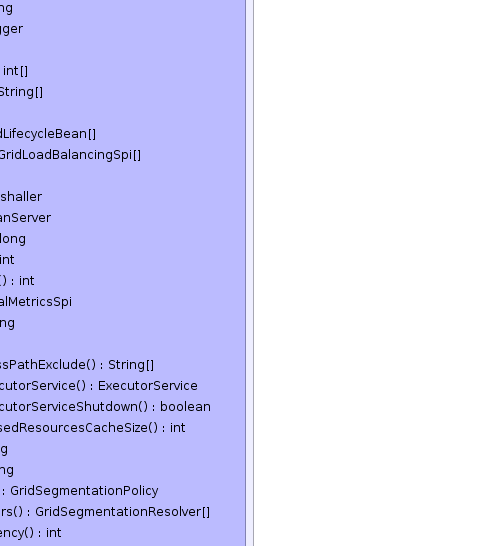 ng
gger
int[]
String[]
dLifecycleBean[]
GridLoadBalancingSpi[]
shaller
anServer
long
int
() : int
alMetricsSpi
ng
ssPathExclude() : String[]
cutorService() : ExecutorService
cutorServiceShutdown() : boolean
sedResourcesCacheSize() : int
g
ng
: GridSegmentationPolicy
rs() : GridSegmentationResolver[]
ency() : int